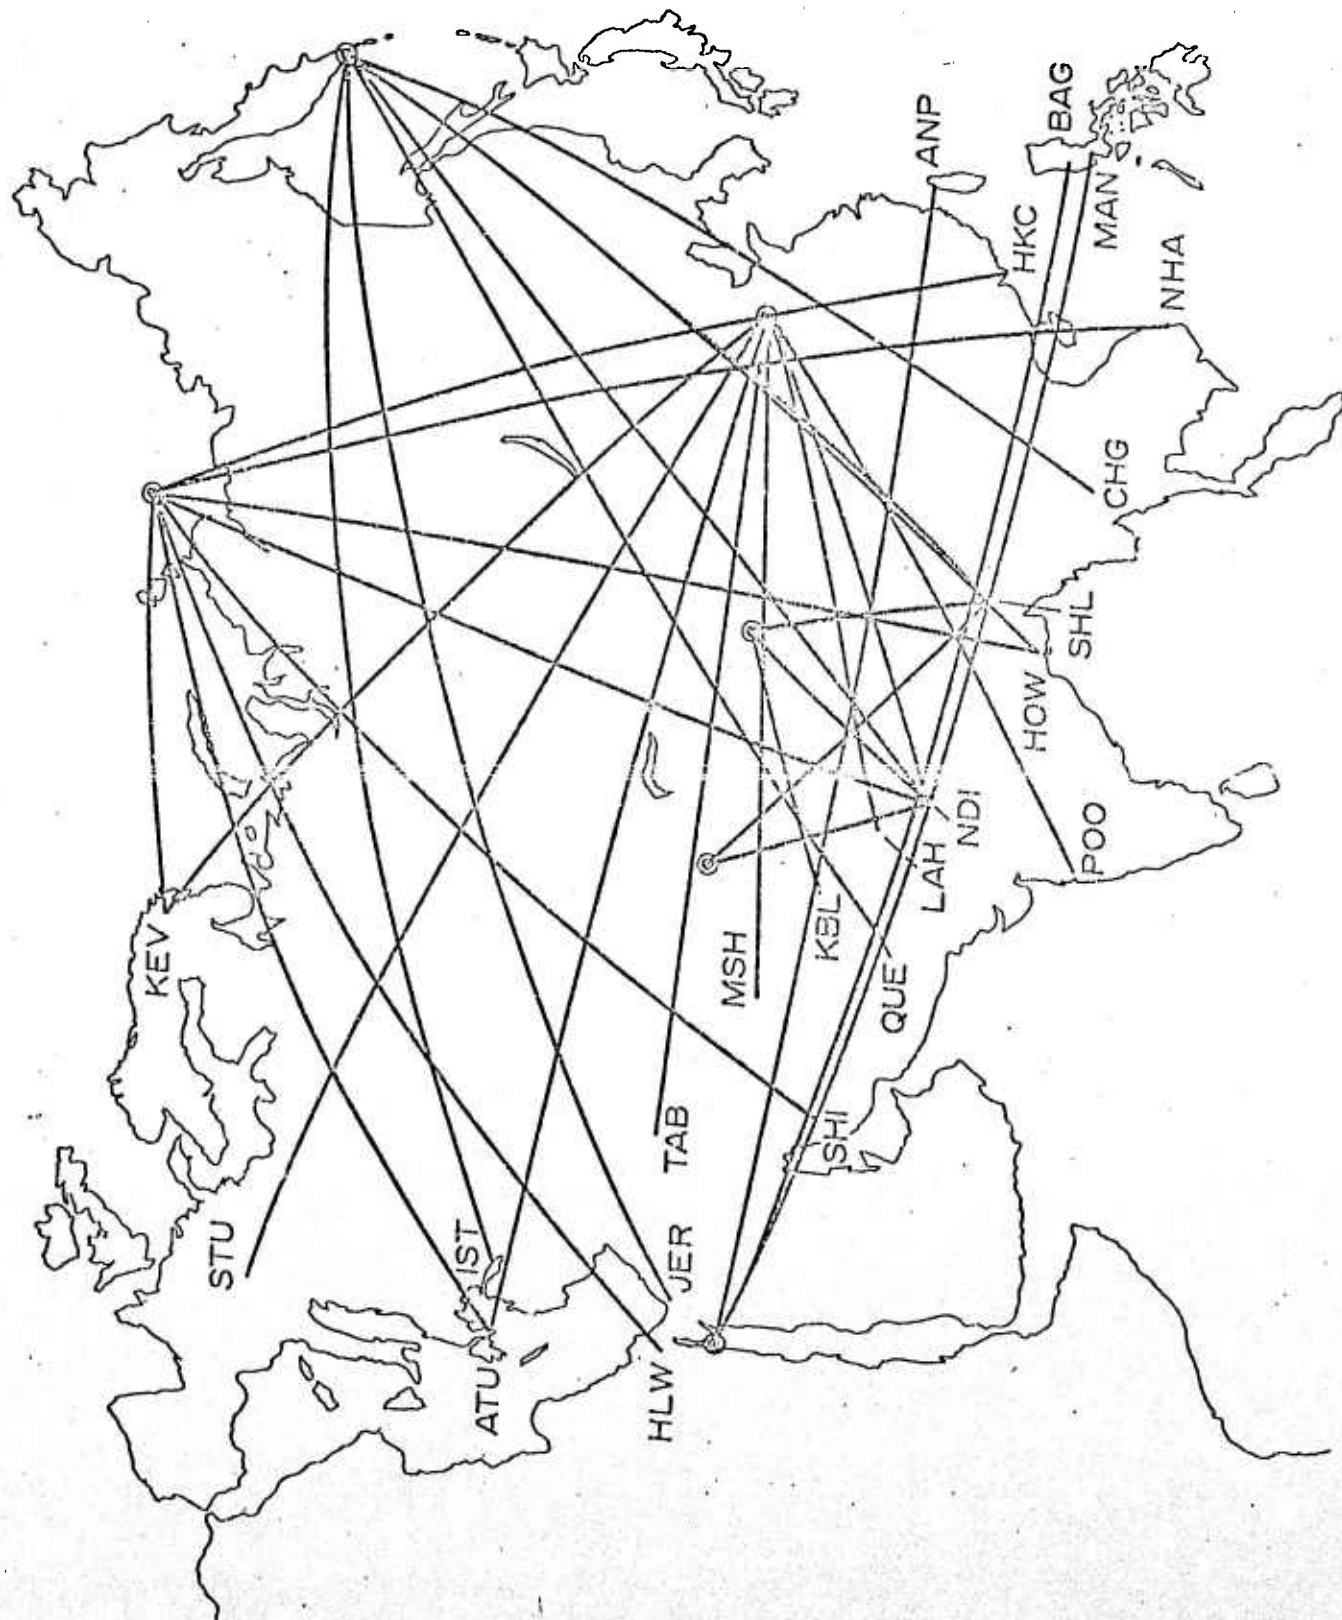 KEV
STU
IST
ATU
HLW
JER
TAB
MSH
SHI
KBL
QUE
LAH
NDI
POO
HOW
SHL
CHG
NHA
HKC
MAN
BAG
ANP